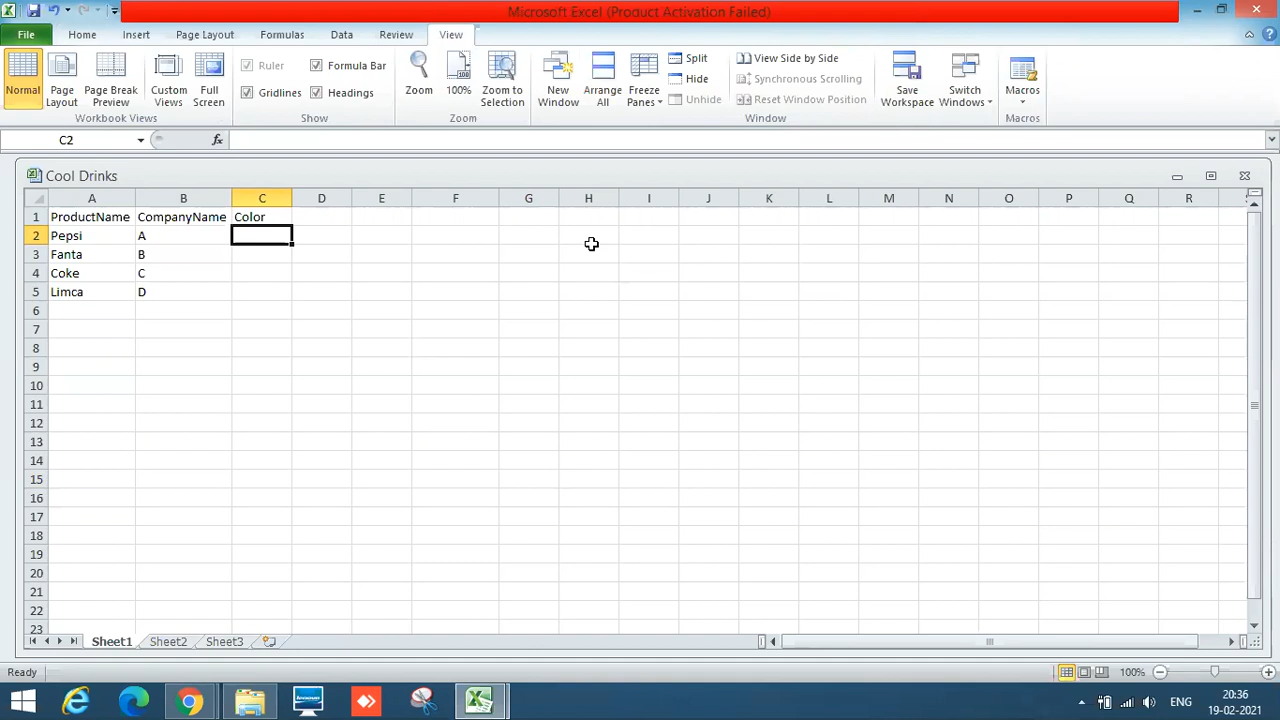 Microsoft Excel (Product Activation Failed)
File Home Insert Page Layout Formulas Data Review View
Normal
Page Layout
Page Break Preview
Custom Views
Full Screen
Workbook Views
Ruler
Formula Bar
Gridlines
Headings
Show
Zoom
100%
Zoom to Selection
Zoom
New Window
Arrange All
Freeze Panes
Split
Hide
Unhide
View Side by Side
Synchronous Scrolling
Reset Window Position
Window
Save Workspace
Switch Windows
Macros
Macros
C2 fx
Cool Drinks
A B C D E F G H I J K L M N O P Q R
1 ProductName CompanyName Color
2 Pepsi A
3 Fanta B
4 Coke C
5 Limca D
6
7
8
9
10
11
12
13
14
15
16
17
18
19
20
21
22
23
Sheet1 Sheet2 Sheet3
Ready 100%
ENG 20:36
19-02-2021